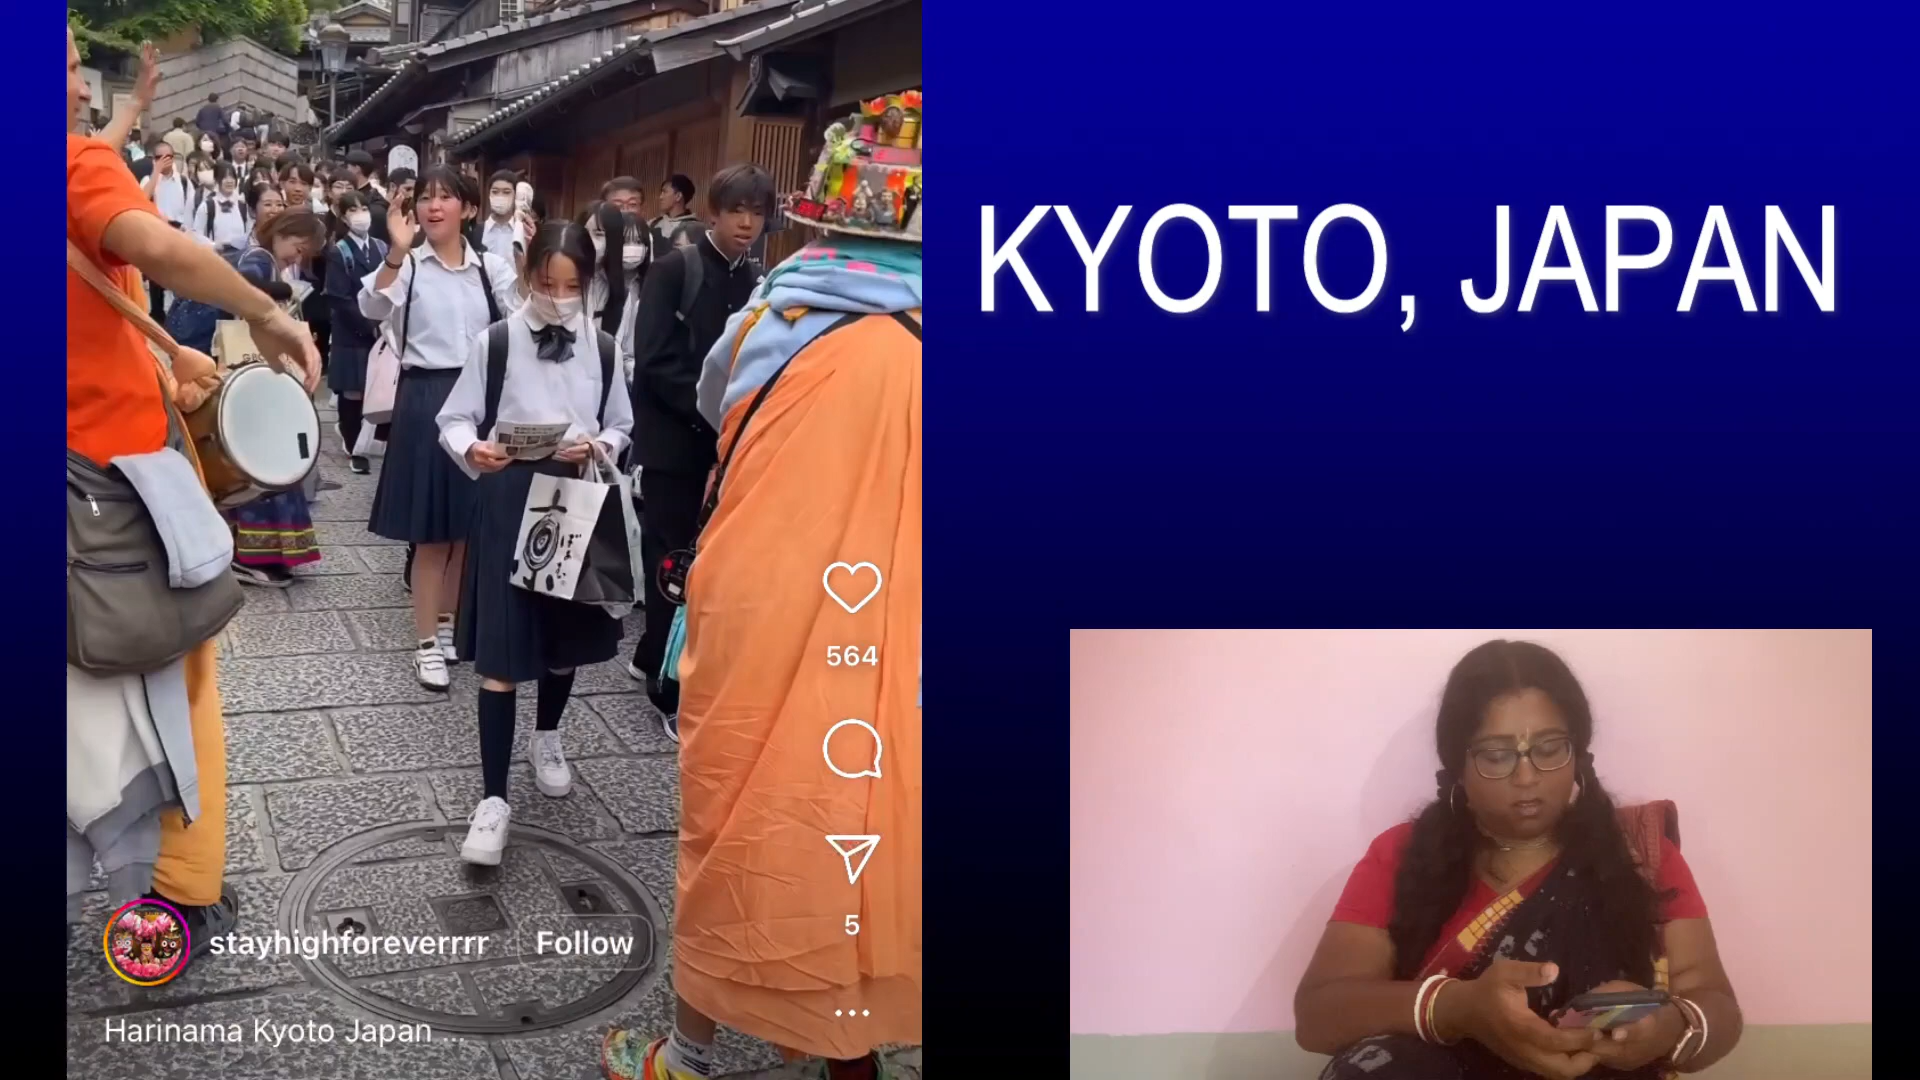 KYOTO, JAPAN
564
5
stayhighforeverrrr
Follow
Harinama Kyoto Japan ...